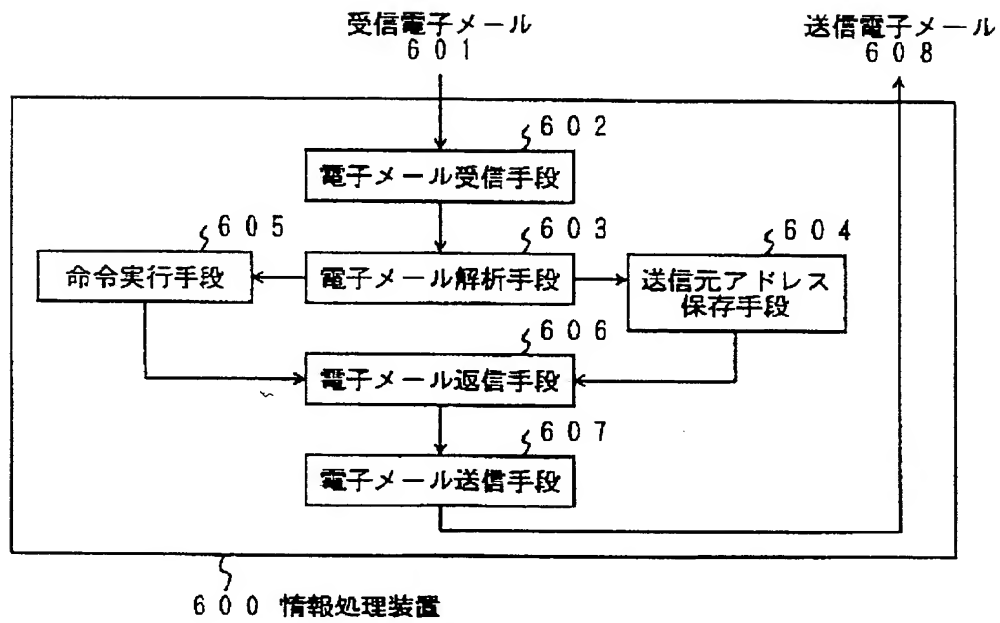 受信電子メール
601
送信電子メール
608
602
電子メール受信手段
605
603
604
命令実行手段
電子メール解析手段
送信元アドレス
保存手段
606
電子メール返信手段
607
電子メール送信手段
600 情報処理装置